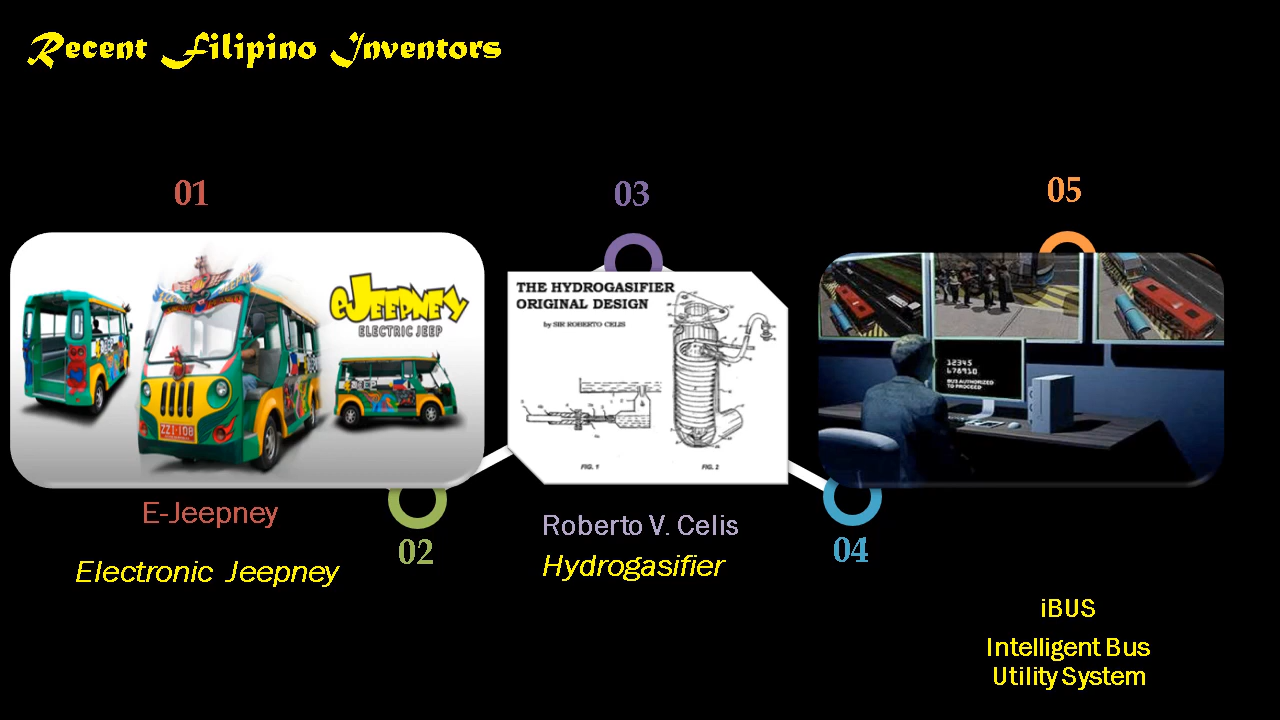 Recent Filipino Inventors
01
03
05
eJEEPNEY
ELECTRIC JEEP
ZZI-108
THE HYDROGASIFIER
ORIGINAL DESIGN
by SIR ROBERTO CELIS
FIG. 1
FIG. 2
12345
678910
BUS AUTHORIZED
TO PROCEED
E-Jeepney
Electronic Jeepney
02
Roberto V. Celis
Hydrogasifier
04
iBUS
Intelligent Bus
Utility System